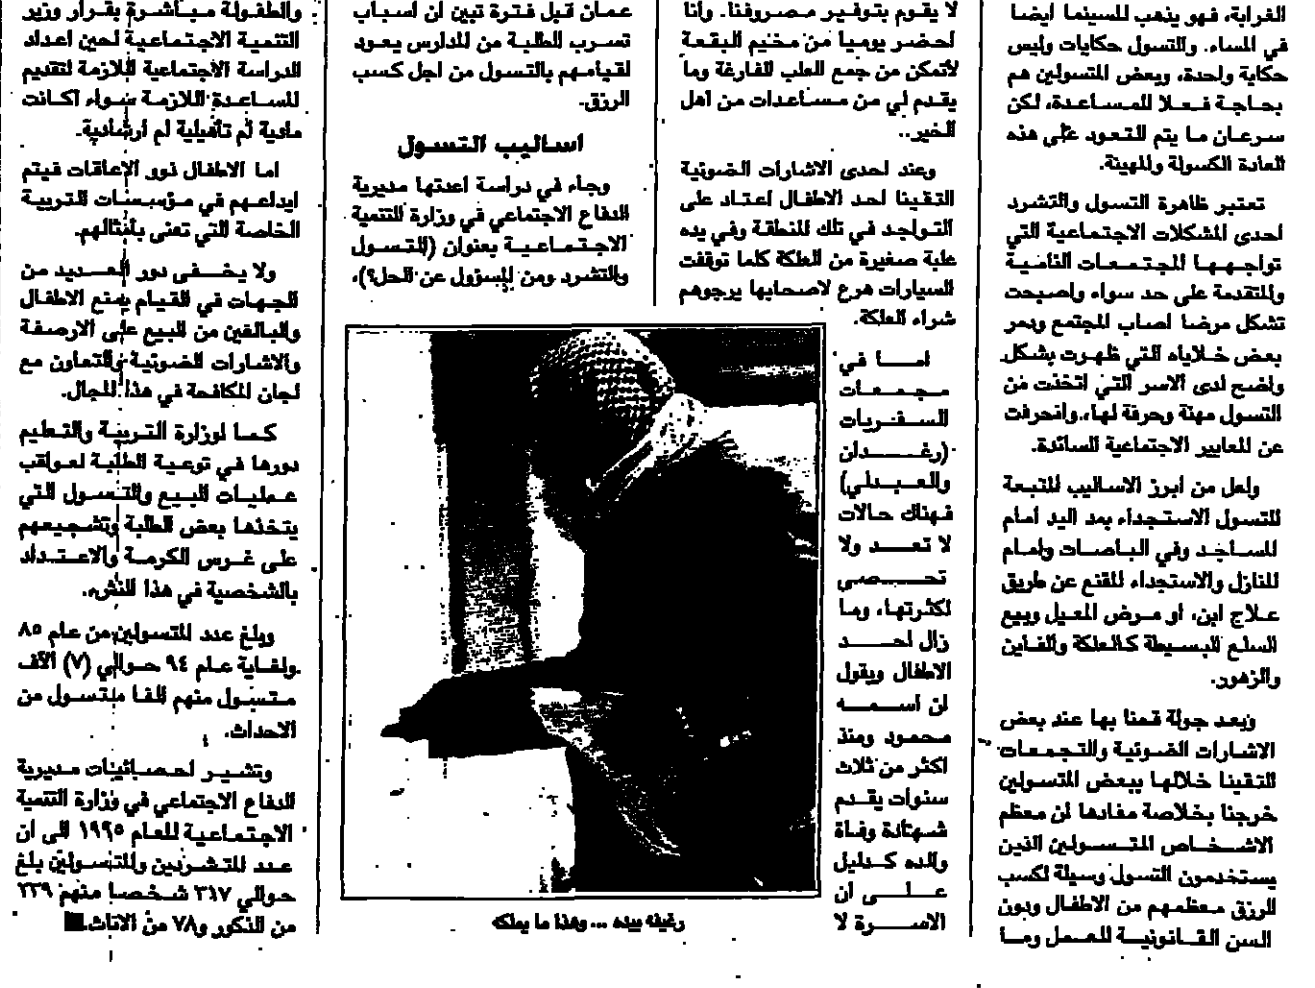 الغرابة، فهو يذهب للسينما ايضا
في المساء. والتسول حكايات وليس
حكاية واحدة، وبعض المتسولين هم
بحاجة فعلا للمساعدة، لكن
سرعان ما يتم التعود على هذه
العادة الكسولة والمهينة.
تعتبر ظاهرة التسول والتشرد
احدى المشكلات الاجتماعية التي
تواجهها المجتمعات النامية
والمتقدمة على حد سواء واصبحت
تشكل مرضا اصاب المجتمع ودمر
بعض خلاياه التي ظهرت بشكل
واضح لدى الاسر التي اتخذت من
التسول مهنة وحرفة لها، وانحرفت
عن المعايير الاجتماعية السائدة.
ولعل من ابرز الاساليب المتبعة
للتسول الاستجداء بمد اليد امام
المساجد وفي الباصات وامام
المنازل والاستجداء المقنع عن طريق
علاج ابن، او مرض المعيل وبيع
السلع البسيطة كالعلكة والفاين
والزهور.
وبعد جولة قمنا بها عند بعض
الاشارات الضوئية والتجمعات
التقينا خلالها ببعض المتسولين
خرجنا بخلاصة مفادها ان معظم
الاشخاص المتسولين الذين
يستخدمون التسول وسيلة لكسب
الرزق معظمهم من الاطفال ودون
السن القانونية للعمل وما
لا يقوم بتوفير مصروفنا. وانا
احضر يوميا من مخيم البقعة
لأتمكن من جمع العلب الفارغة وما
يقدم لي من مساعدات من اهل
الخير..
وعند احدى الاشارات الضوئية
التقينا احد الاطفال اعتاد على
التواجد في تلك المنطقة وفي يده
علبة صغيرة من العلكة كلما توقفت
السيارات هرع لاصحابها يرجوهم
شراء العلكة.
اما في
مجمعات
السفريات
(رغدان
والعبدلي)
فهناك حالات
لا تعد ولا
تحصى
لكثرتها، وما
زال احد
الاطفال ويقول
ان اسمه
محمود ومنذ
اكثر من ثلاث
سنوات يقدم
شهادة وفاة
والده كدليل
على ان
الاسرة لا
عمان قبل فترة تبين ان اسباب
تسرب الطلبة من المدارس يعود
لقيامهم بالتسول من اجل كسب
الرزق.
اساليب التسول
وجاء في دراسة اعدتها مديرية
الدفاع الاجتماعي في وزارة التنمية
الاجتماعية بعنوان (التسول
والتشرد ومن المسؤول عن الحل؟)،
رغيفه بيده ... وهذا ما يملكه
والطفولة مباشرة بقرار وزير
التنمية الاجتماعية لحين اعداد
الدراسة الاجتماعية اللازمة لتقديم
المساعدة اللازمة سواء اكانت
مادية أم تأهيلية ام ارشادية.
اما الاطفال ذوو الاعاقات فيتم
ايداعهم في مؤسسات التربية
الخاصة التي تعنى بأمثالهم.
ولا يخفى دور العديد من
الجهات في القيام بمنع الاطفال
والبالغين من البيع على الارصفة
والاشارات الضوئية والتعاون مع
لجان المكافحة في هذا المجال.
كما لوزارة التربية والتعليم
دورها في توعية الطلبة لعواقب
عمليات البيع والتسول التي
يتخذها بعض الطلبة وتشجيعهم
على غرس الكرمة والاعتداد
بالشخصية في هذا النشء.
وبلغ عدد المتسولين من عام ٨٥
ولغاية عام ٩٤ حوالي (٧) آلاف
متسول منهم الفا متسول من
الاحداث.
وتشير احصائيات مديرية
الدفاع الاجتماعي في وزارة التنمية
الاجتماعية للعام ١٩٩٥ الى ان
عدد المتشردين والمتسولين بلغ
حوالي ٣١٧ شخصا منهم ٢٣٩
من الذكور و٧٨ من الاناث.